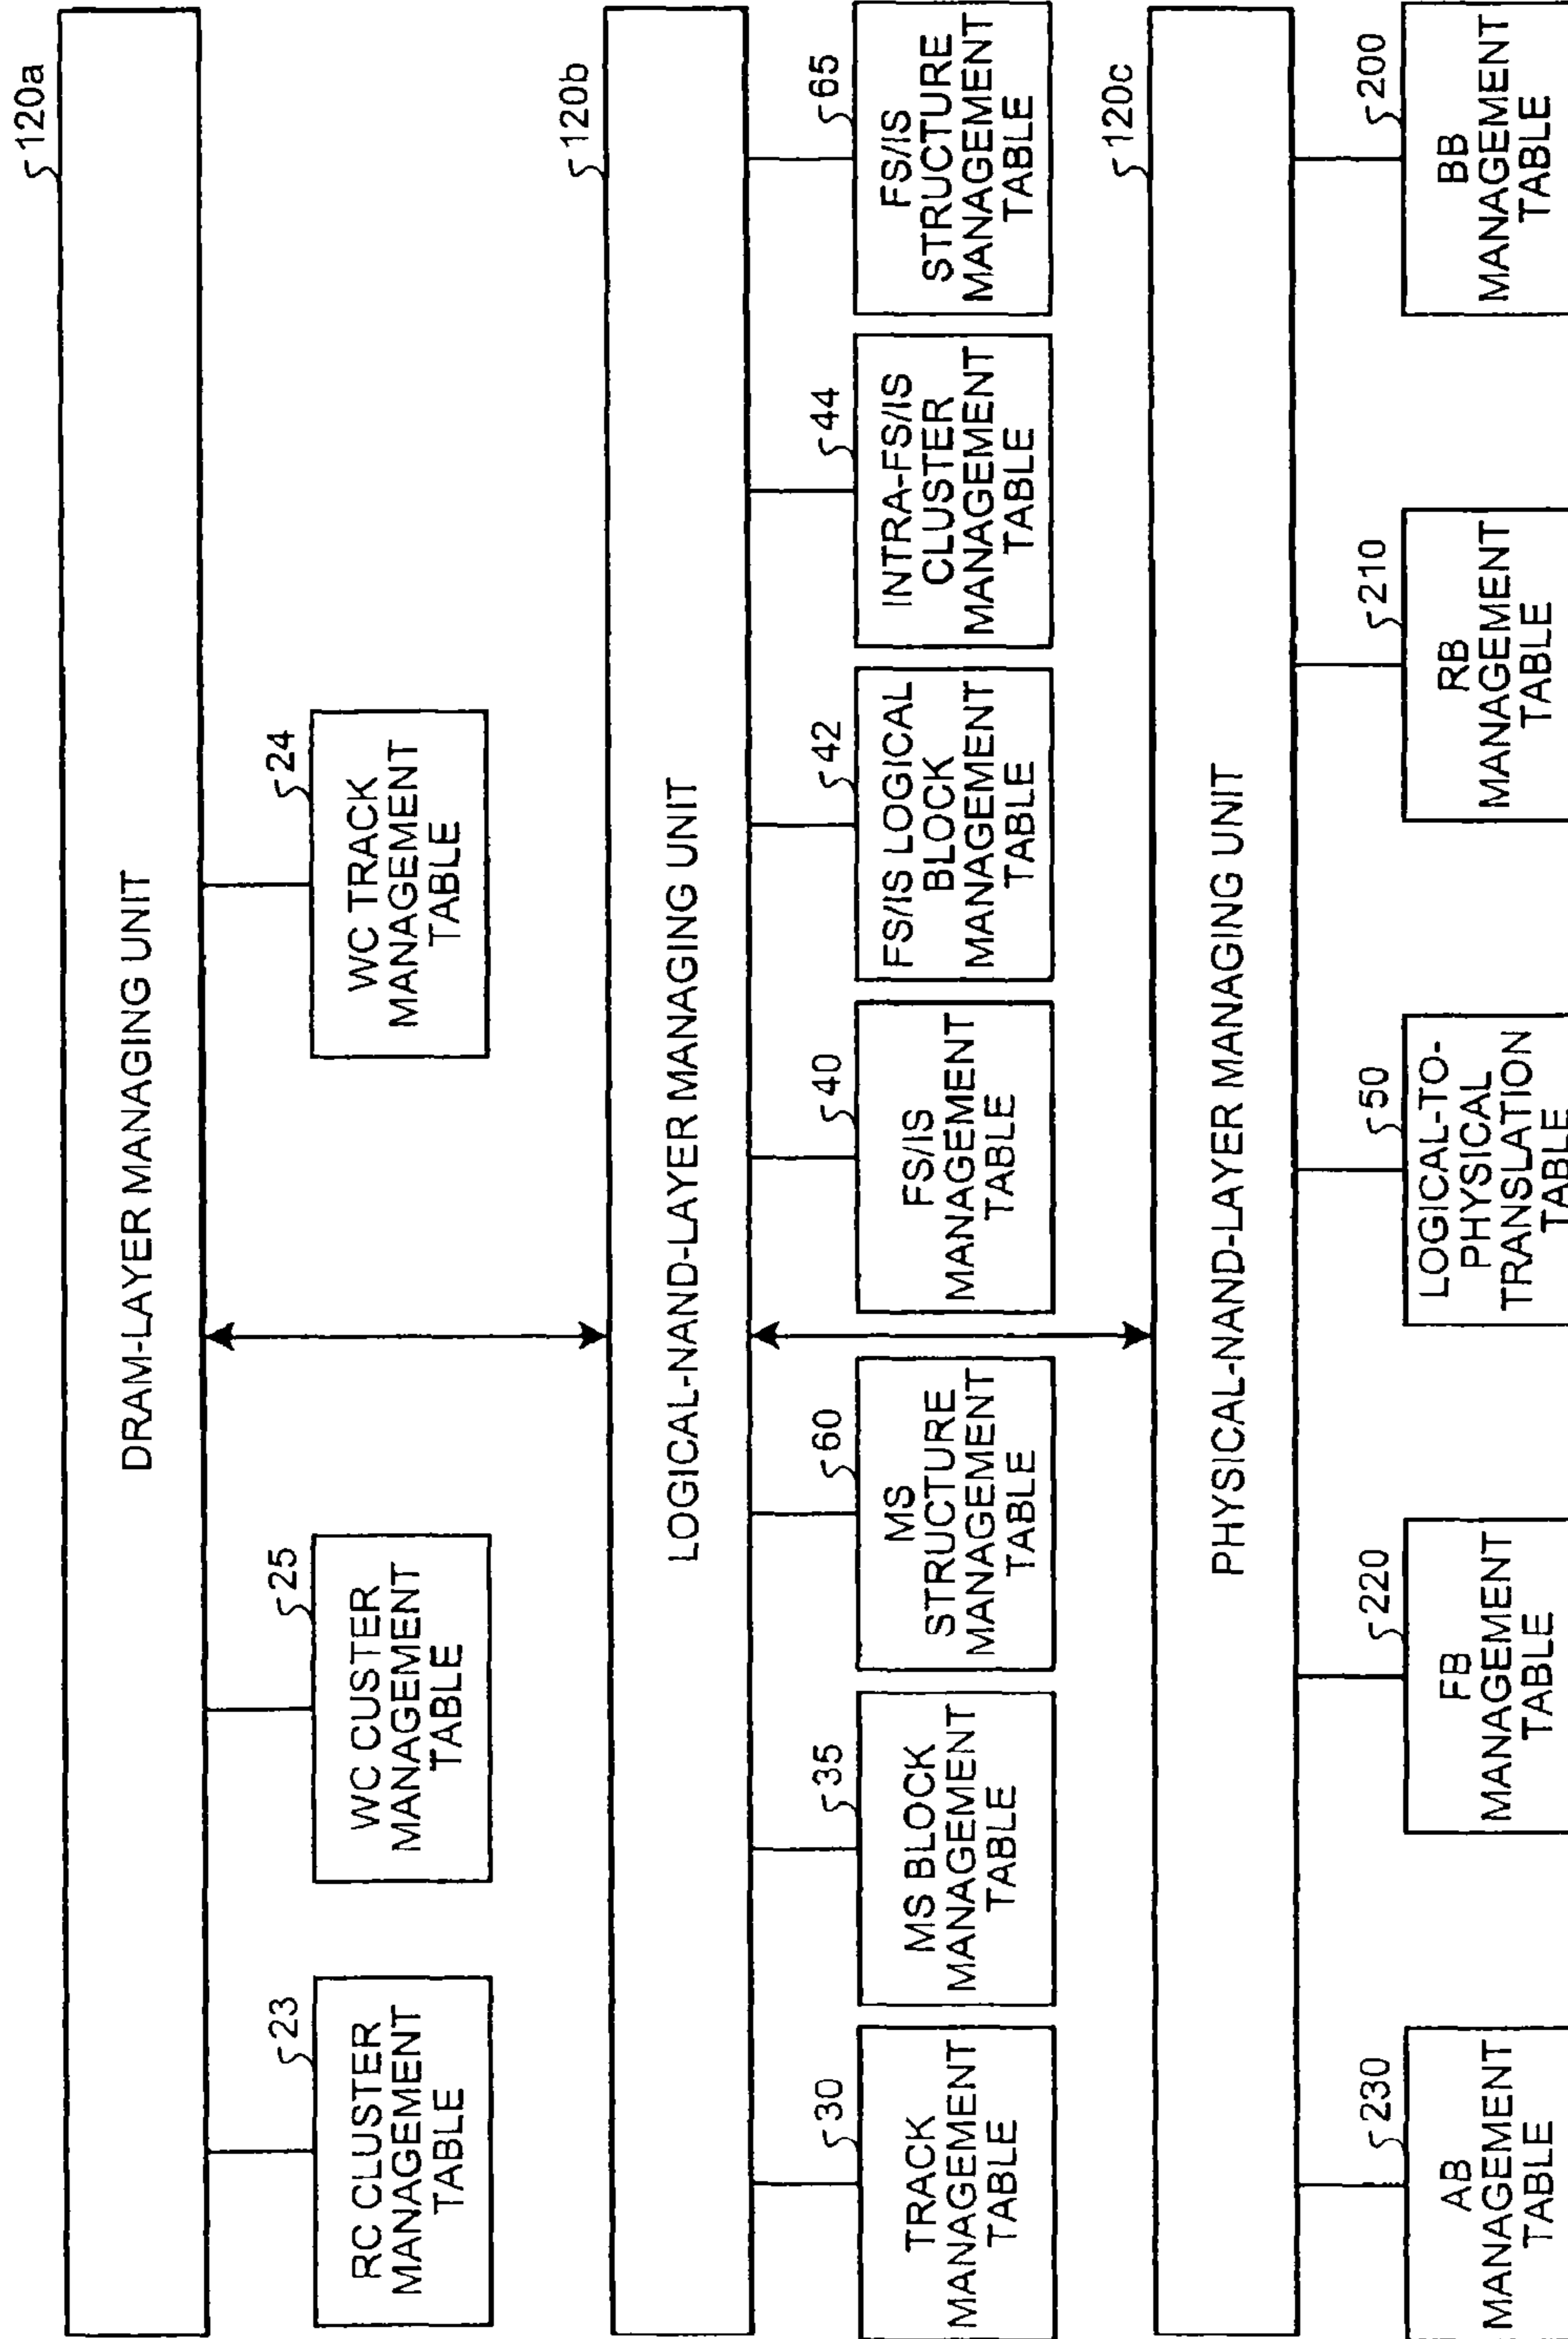 120a
DRAM-LAYER MANAGING UNIT
23
RC CLUSTER
MANAGEMENT
TABLE
25
WC CUSTER
MANAGEMENT
TABLE
24
WC TRACK
MANAGEMENT
TABLE
120b
LOGICAL-NAND-LAYER MANAGING UNIT
30
TRACK
MANAGEMENT
TABLE
35
MS BLOCK
MANAGEMENT
TABLE
60
MS
STRUCTURE
MANAGEMENT
TABLE
40
FS/IS
MANAGEMENT
TABLE
42
FS/IS LOGICAL
BLOCK
MANAGEMENT
TABLE
44
INTRA-FS/IS
CLUSTER
MANAGEMENT
TABLE
65
FS/IS
STRUCTURE
MANAGEMENT
TABLE
120c
PHYSICAL-NAND-LAYER MANAGING UNIT
230
AB
MANAGEMENT
TABLE
220
FB
MANAGEMENT
TABLE
50
LOGICAL-TO-
PHYSICAL
TRANSLATION
TABLE
210
RB
MANAGEMENT
TABLE
200
BB
MANAGEMENT
TABLE